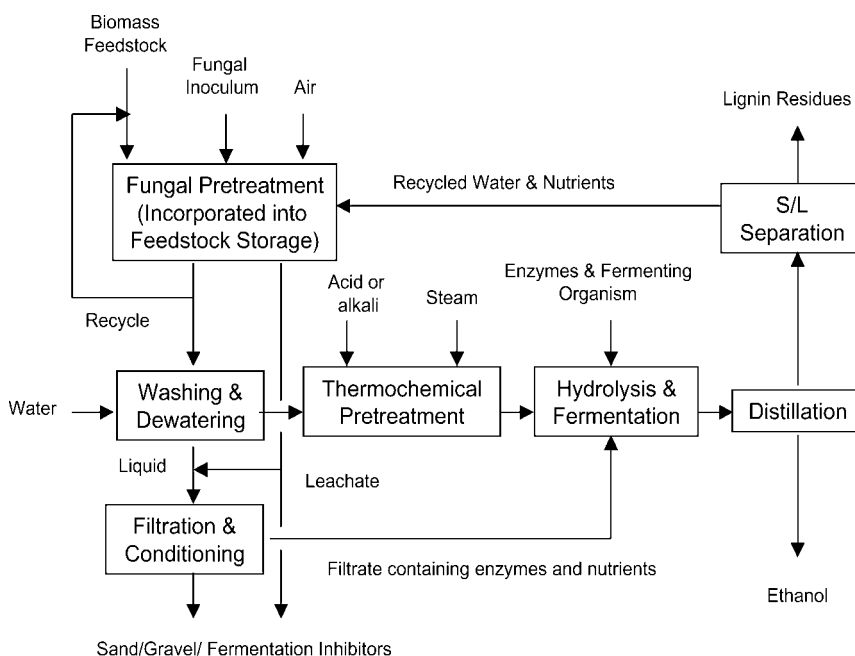 Biomass
Feedstock
Fungal
Inoculum
Air
Lignin Residues
Fungal Pretreatment
(Incorporated into
Feedstock Storage)
Recycled Water & Nutrients
S/L
Separation
Recycle
Acid or
alkali
Steam
Enzymes & Fermenting
Organism
Water
Washing &
Dewatering
Thermochemical
Pretreatment
Hydrolysis &
Fermentation
Distillation
Liquid
Leachate
Filtration &
Conditioning
Filtrate containing enzymes and nutrients
Ethanol
Sand/Gravel/ Fermentation Inhibitors